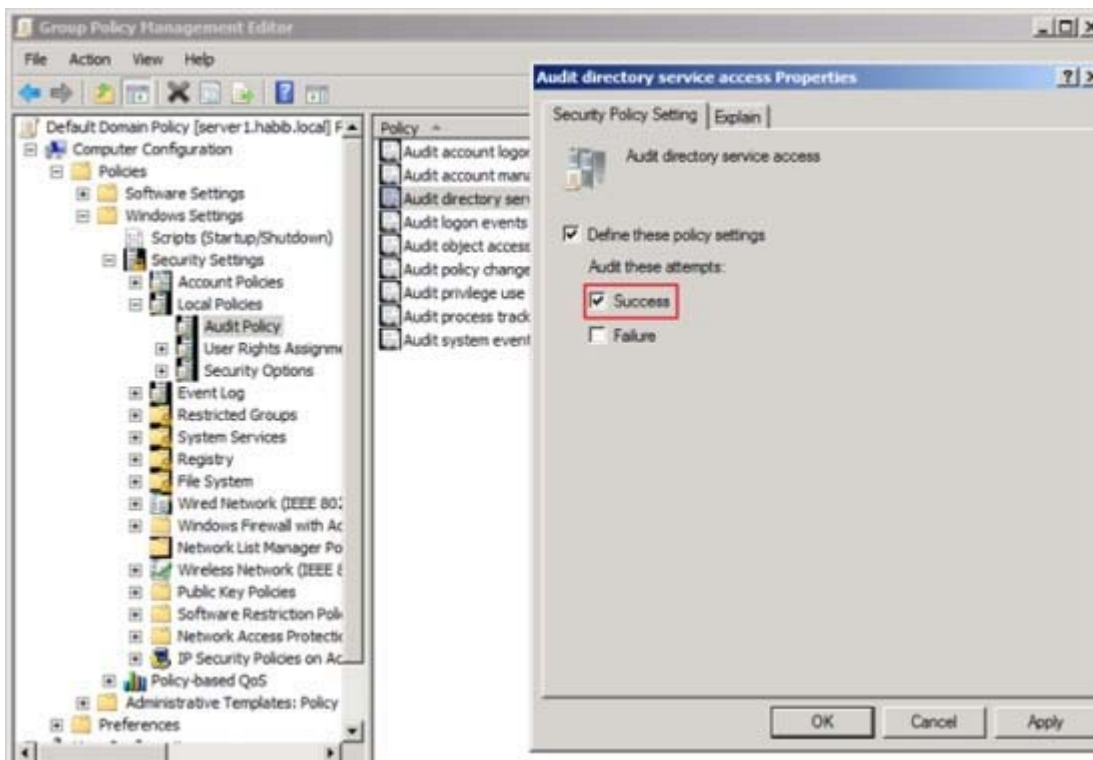 Group Policy Management Editor
File Action View Help
Default Domain Policy [server1.habib.local] P
Computer Configuration
Policies
Software Settings
Windows Settings
Scripts (Startup/Shutdown)
Security Settings
Account Policies
Local Policies
Audit Policy
User Rights Assignme
Security Options
Event Log
Restricted Groups
System Services
Registry
File System
Wired Network (IEEE 802
Windows Firewall with Ac
Network List Manager Po
Wireless Network (IEEE 8
Public Key Policies
Software Restriction Poli
Network Access Protectio
IP Security Policies on Ac
Policy-based QoS
Administrative Templates: Policy
Preferences
Policy
Audit account logon
Audit account mana
Audit directory serv
Audit logon events
Audit object access
Audit policy change
Audit privilege use
Audit process track
Audit system event
Audit directory service access Properties
Security Policy Setting Explain
Audit directory service access
Define these policy settings
Audit these attempts:
Success
Failure
OK Cancel Apply